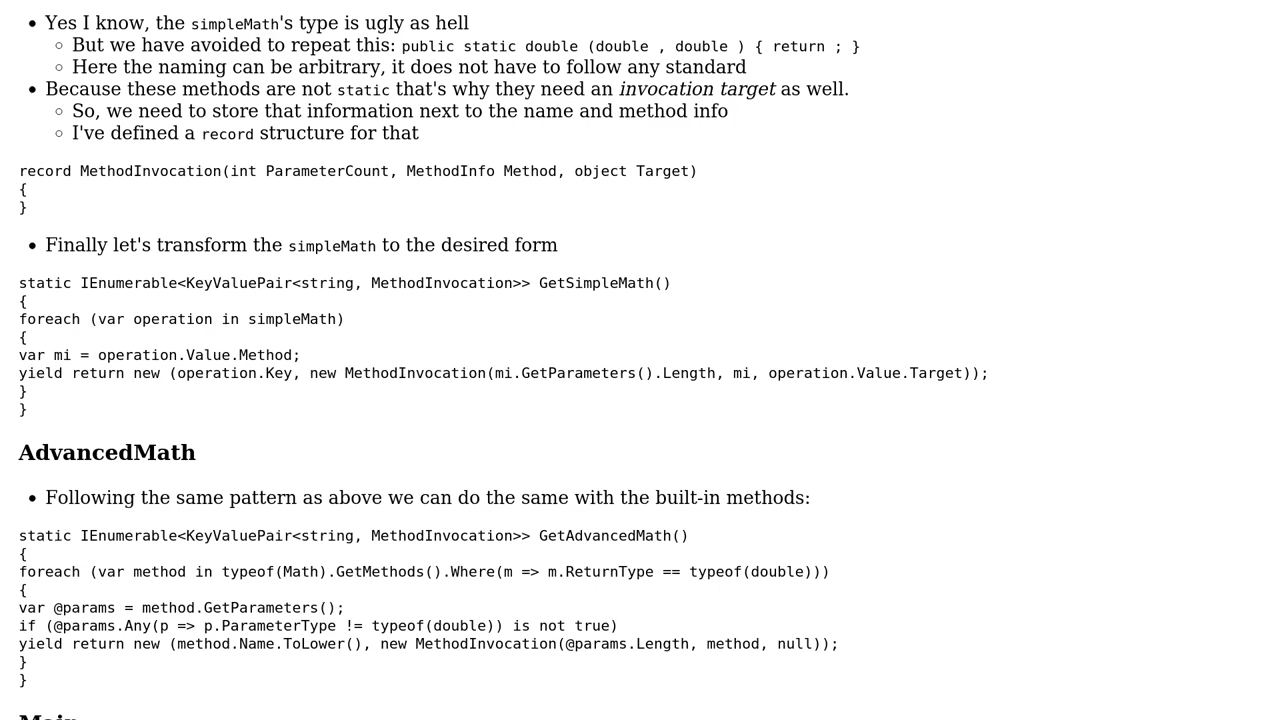 Yes I know, the simpleMath's type is ugly as hell
But we have avoided to repeat this: public static double (double , double ) { return ; }
Here the naming can be arbitrary, it does not have to follow any standard
Because these methods are not static that's why they need an invocation target as well.
So, we need to store that information next to the name and method info
I've defined a record structure for that
record MethodInvocation(int ParameterCount, MethodInfo Method, object Target)
{
}
Finally let's transform the simpleMath to the desired form
static IEnumerable<KeyValuePair<string, MethodInvocation>> GetSimpleMath()
{
foreach (var operation in simpleMath)
{
var mi = operation.Value.Method;
yield return new (operation.Key, new MethodInvocation(mi.GetParameters().Length, mi, operation.Value.Target));
}
}
AdvancedMath
Following the same pattern as above we can do the same with the built-in methods:
static IEnumerable<KeyValuePair<string, MethodInvocation>> GetAdvancedMath()
{
foreach (var method in typeof(Math).GetMethods().Where(m => m.ReturnType == typeof(double)))
{
var @params = method.GetParameters();
if (@params.Any(p => p.ParameterType != typeof(double)) is not true)
yield return new (method.Name.ToLower(), new MethodInvocation(@params.Length, method, null));
}
}